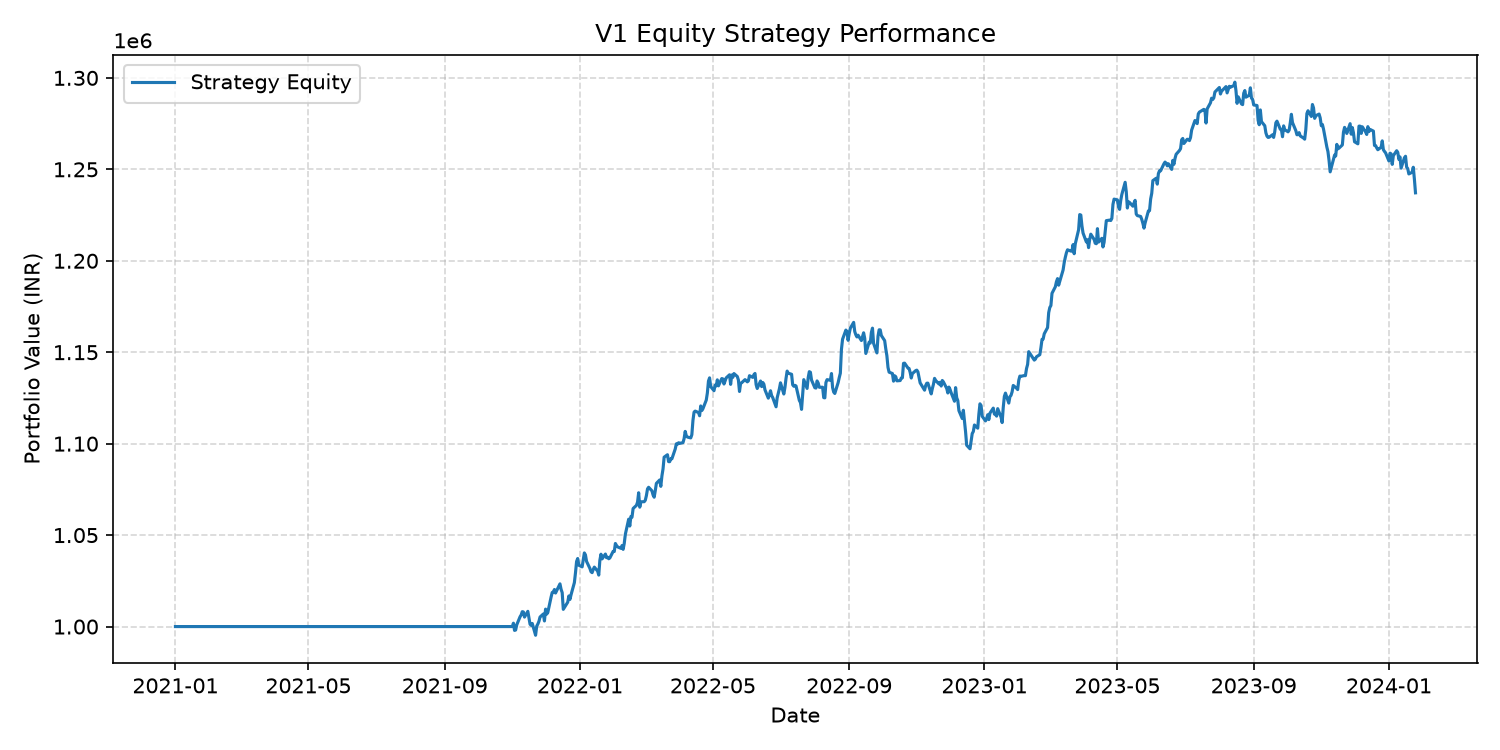 V1 Equity Strategy Performance
1e6
Strategy Equity
1.30
1.25
1.20
1.15
1.10
1.05
1.00
Portfolio Value (INR)
2021-01 2021-05 2021-09 2022-01 2022-05 2022-09 2023-01 2023-05 2023-09 2024-01
Date